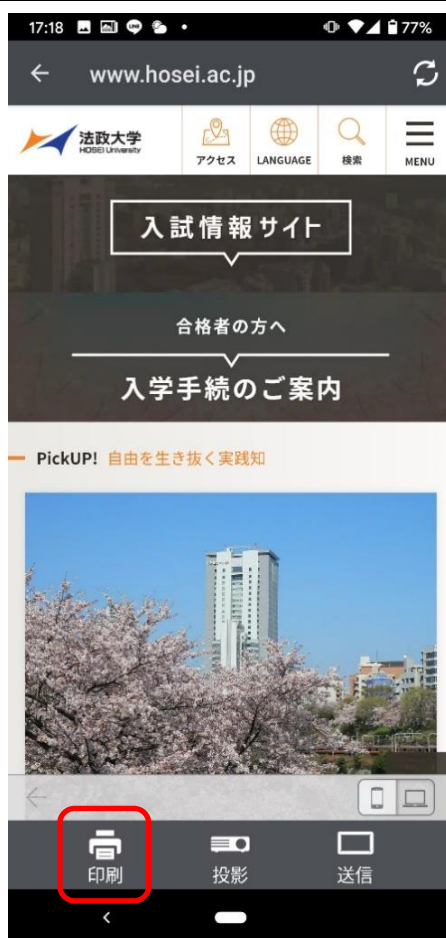 17:18
77%
www.hosei.ac.jp
法政大学
HOSEI University
アクセス
LANGUAGE
検索
MENU
入試情報サイト
合格者の方へ
入学手続のご案内
PickUP! 自由を生き抜く実践知
印刷
投影
送信